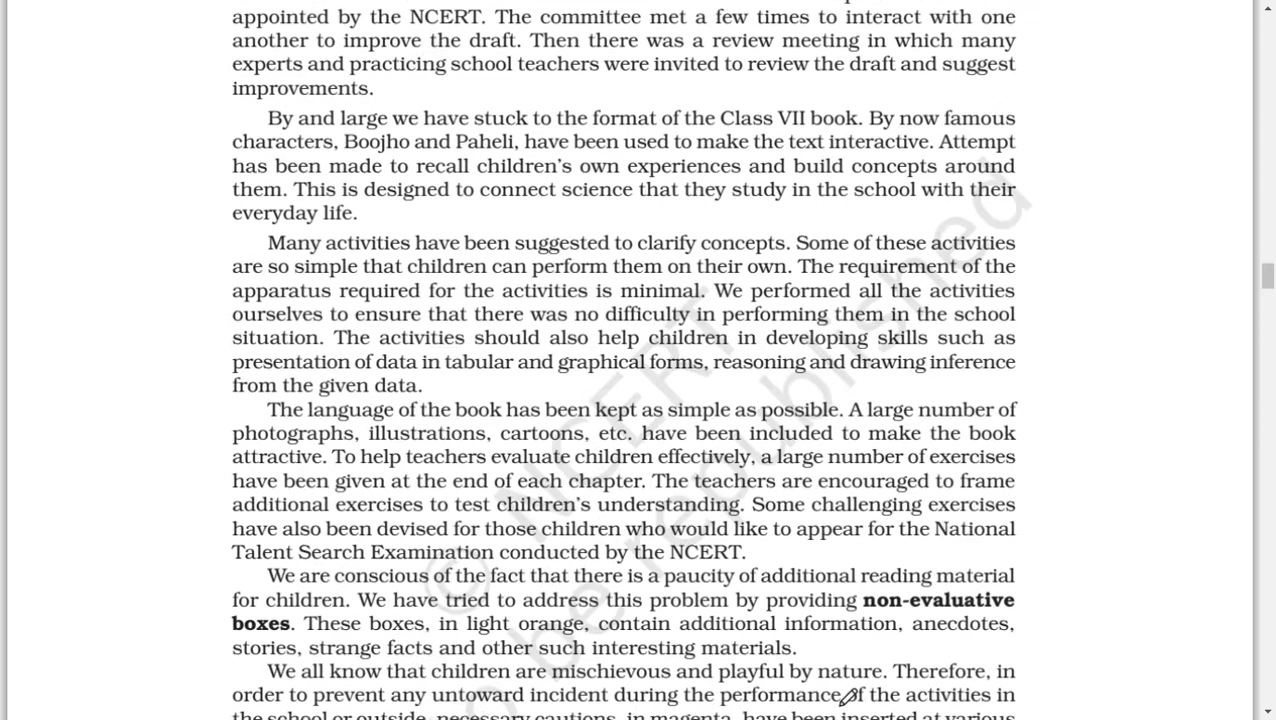 appointed by the NCERT. The committee met a few times to interact with one
another to improve the draft. Then there was a review meeting in which many
experts and practicing school teachers were invited to review the draft and suggest
improvements.
By and large we have stuck to the format of the Class VII book. By now famous
characters, Boojho and Paheli, have been used to make the text interactive. Attempt
has been made to recall children's own experiences and build concepts around
them. This is designed to connect science that they study in the school with their
everyday life.
Many activities have been suggested to clarify concepts. Some of these activities
are so simple that children can perform them on their own. The requirement of the
apparatus required for the activities is minimal. We performed all the activities
ourselves to ensure that there was no difficulty in performing them in the school
situation. The activities should also help children in developing skills such as
presentation of data in tabular and graphical forms, reasoning and drawing inference
from the given data.
The language of the book has been kept as simple as possible. A large number of
photographs, illustrations, cartoons, etc. have been included to make the book
attractive. To help teachers evaluate children effectively, a large number of exercises
have been given at the end of each chapter. The teachers are encouraged to frame
additional exercises to test children's understanding. Some challenging exercises
have also been devised for those children who would like to appear for the National
Talent Search Examination conducted by the NCERT.
We are conscious of the fact that there is a paucity of additional reading material
for children. We have tried to address this problem by providing non-evaluative
boxes. These boxes, in light orange, contain additional information, anecdotes,
stories, strange facts and other such interesting materials.
We all know that children are mischievous and playful by nature. Therefore, in
order to prevent any untoward incident during the performance of the activities in
the school or outside, necessary cautions, in magenta, have been inserted at various
© NCERT
be republished